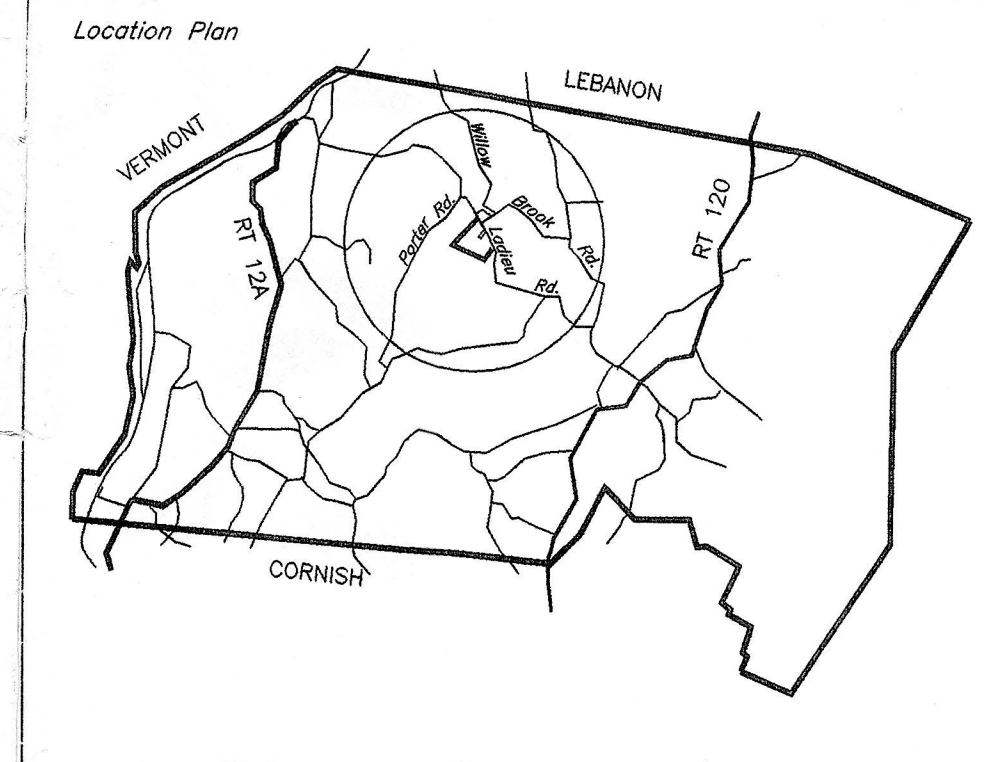 Location Plan
LEBANON
VERMONT
Willow
Brook
Rd.
Porter Rd.
Ladieu
Rd.
RT 12A
RT 120
CORNISH